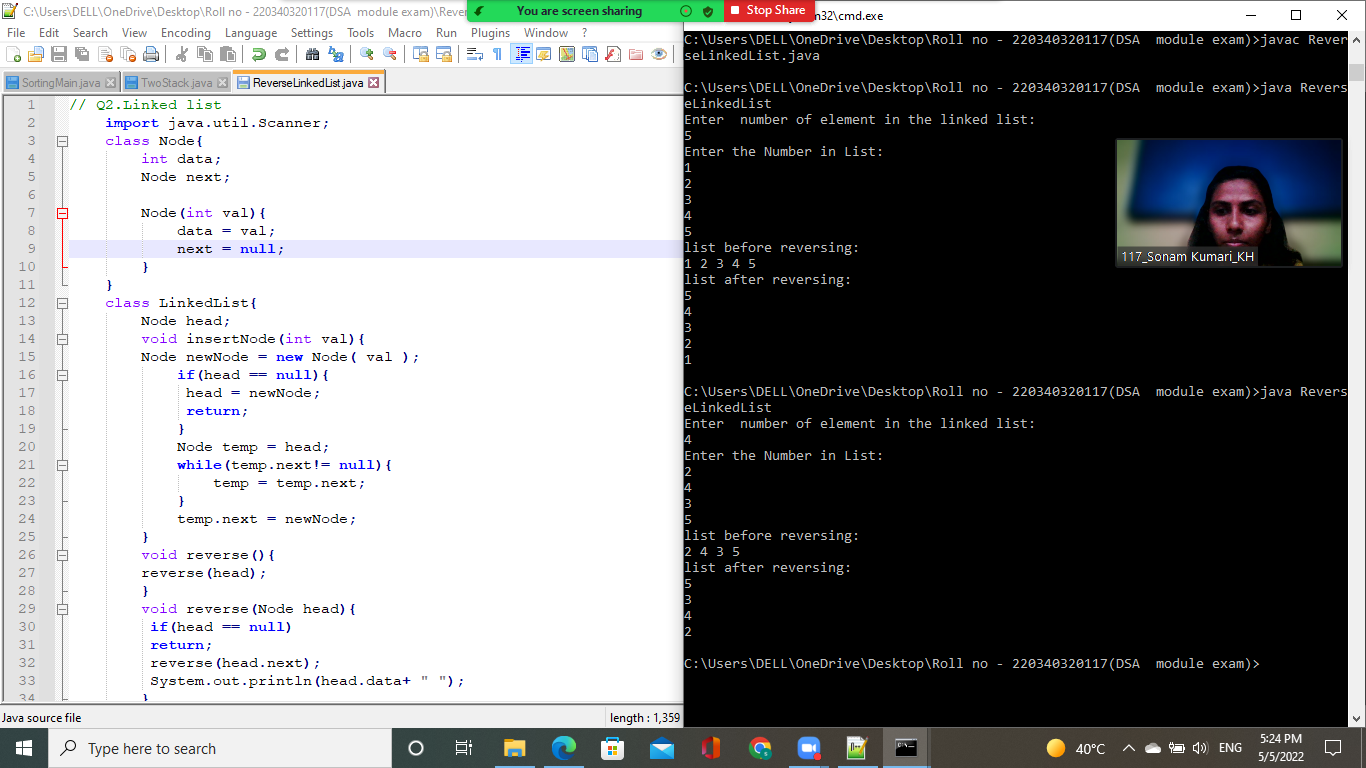 C:\Users\DELL\OneDrive\Desktop\Roll no - 220340320117(DSA module exam)\Rever
You are screen sharing
Stop Share
m32\cmd.exe
File Edit Search View Encoding Language Settings Tools Macro Run Plugins Window ?
SortingMain.java TwoStack.java ReverseLinkedList.java
1 // Q2.Linked list
2 import java.util.Scanner;
3 class Node{
4 int data;
5 Node next;
6
7 Node(int val){
8 data = val;
9 next = null;
10 }
11 }
12 class LinkedList{
13 Node head;
14 void insertNode(int val){
15 Node newNode = new Node( val );
16 if(head == null){
17 head = newNode;
18 return;
19 }
20 Node temp = head;
21 while(temp.next!= null){
22 temp = temp.next;
23 }
24 temp.next = newNode;
25 }
26 void reverse(){
27 reverse(head);
28 }
29 void reverse(Node head){
30 if(head == null)
31 return;
32 reverse(head.next);
33 System.out.println(head.data+ " ");
34 }
Java source file
length : 1,359
C:\Users\DELL\OneDrive\Desktop\Roll no - 220340320117(DSA  module exam)>javac Rever
seLinkedList.java
C:\Users\DELL\OneDrive\Desktop\Roll no - 220340320117(DSA  module exam)>java Revers
eLinkedList
Enter  number of element in the linked list:
5
Enter the Number in List:
1
2
3
4
5
list before reversing:
1 2 3 4 5
list after reversing:
5
4
3
2
1
C:\Users\DELL\OneDrive\Desktop\Roll no - 220340320117(DSA  module exam)>java Revers
eLinkedList
Enter  number of element in the linked list:
4
Enter the Number in List:
2
4
3
5
list before reversing:
2 4 3 5
list after reversing:
5
3
4
2
C:\Users\DELL\OneDrive\Desktop\Roll no - 220340320117(DSA  module exam)>
117_Sonam Kumari_KH
Type here to search
40°C
ENG
5:24 PM
5/5/2022